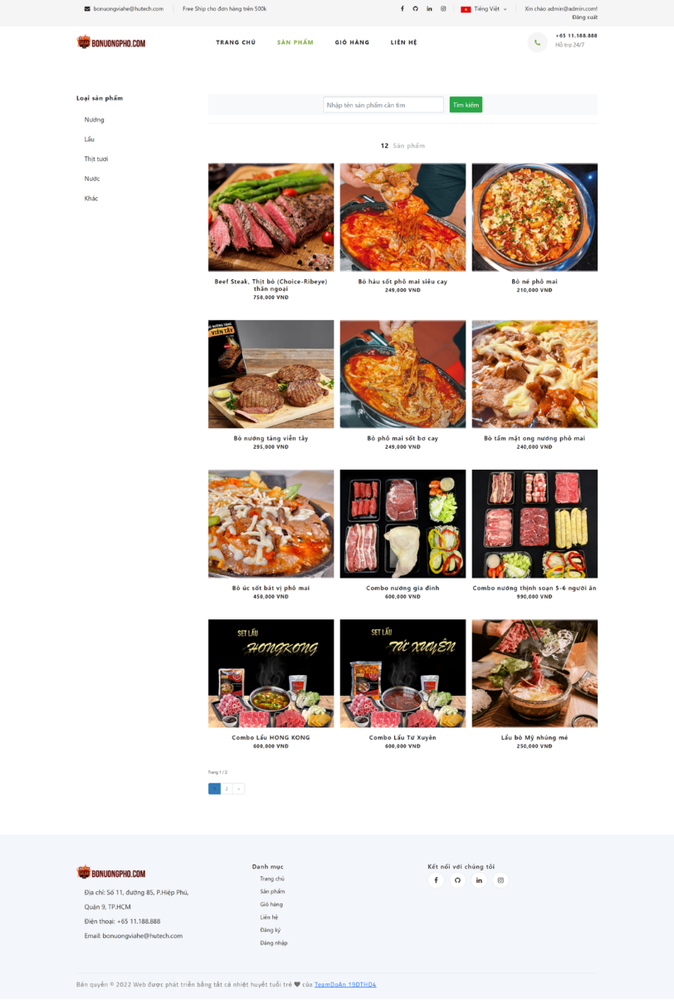 bonuongviahe@hutech.com
Free Ship cho đơn hàng trên 500k
Tiếng Việt
Xin chào admin@admin.com!
Đăng xuất
BONUONGPHO.COM
TRANG CHỦ
SẢN PHẨM
GIỎ HÀNG
LIÊN HỆ
+65 11.188.888
Hỗ trợ 24/7
Loại sản phẩm
Nướng
Lẩu
Thịt tươi
Nước
Khác
Nhập tên sản phẩm cần tìm
Tìm kiếm
12 Sản phẩm
Beef Steak, Thịt bò (Choice-Ribeye)
thăn ngoại
750,000 VNĐ
Bò hàu sốt phô mai siêu cay
249,000 VNĐ
Bò né phô mai
210,000 VNĐ
BÒ NƯỚNG TẢNG
VIỄN TÂY
Bò nướng tảng viễn tây
295,000 VNĐ
Bò phô mai sốt bơ cay
249,000 VNĐ
Bò tẩm mật ong nướng phô mai
240,000 VNĐ
Bò úc sốt bát vị phô mai
450,000 VNĐ
Combo nướng gia đình
600,000 VNĐ
Combo nướng thịnh soạn 5-6 người ăn
990,000 VNĐ
SET LẨU
HONGKONG
SET LẨU
TỨ XUYÊN
Combo Lẩu HONG KONG
600,000 VNĐ
Combo Lẩu Tứ Xuyên
600,000 VNĐ
Lẩu bò Mỹ nhúng mẻ
250,000 VNĐ
Trang 1 / 2
1 2 »
BONUONGPHO.COM
Địa chỉ: Số 11, đường 85, P.Hiệp Phú,
Quận 9, TP.HCM
Điện thoại: +65 11.188.888
Email: bonuongviahe@hutech.com
Danh mục
Trang chủ
Sản phẩm
Giỏ hàng
Liên hệ
Đăng ký
Đăng nhập
Kết nối với chúng tôi
Bản quyền © 2022 Web được phát triển bằng tất cả nhiệt huyết tuổi trẻ ❤ của TeamDoAn_19DTHD4